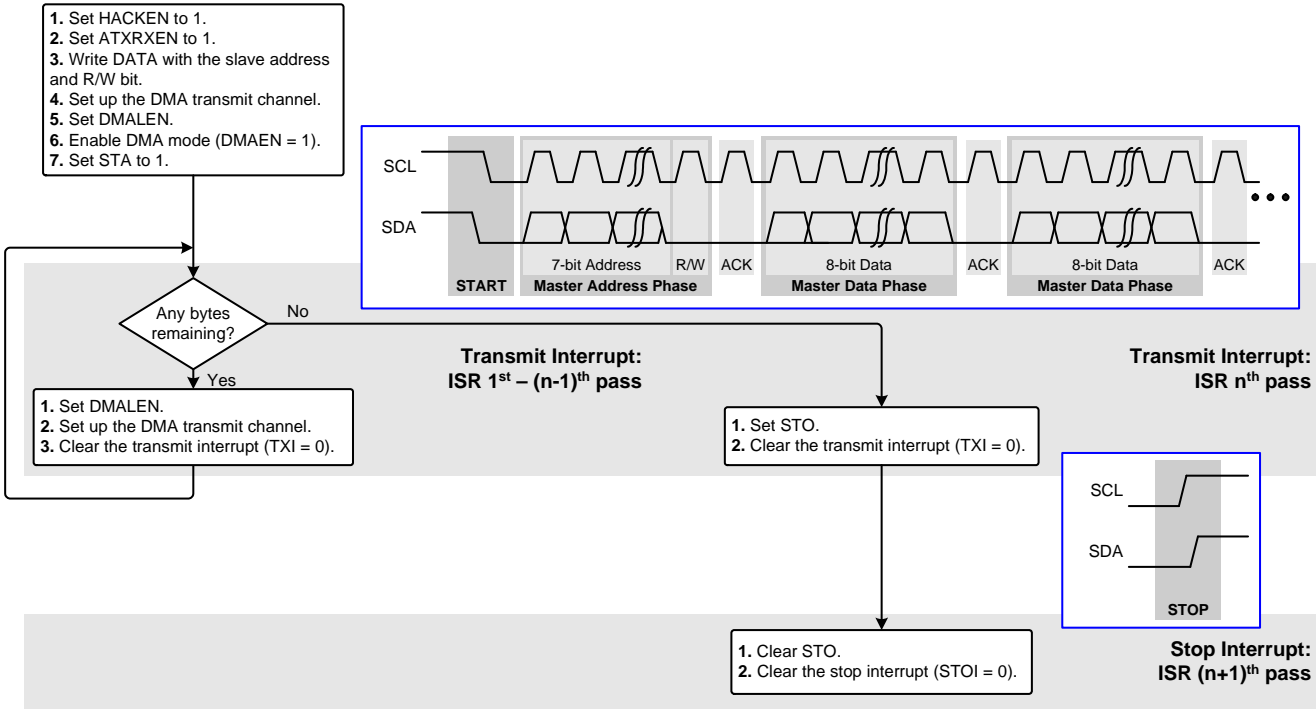 1. Set HACKEN to 1.
2. Set ATXRXEN to 1.
3. Write DATA with the slave address
and R/W bit.
4. Set up the DMA transmit channel.
5. Set DMALEN.
6. Enable DMA mode (DMAEN = 1).
7. Set STA to 1.
SCL
SDA
7-bit Address R/W ACK 8-bit Data ACK 8-bit Data ACK
START Master Address Phase Master Data Phase Master Data Phase
Any bytes
remaining?
No
Yes
Transmit Interrupt:
ISR 1st – (n-1)th pass
Transmit Interrupt:
ISR nth pass
1. Set DMALEN.
2. Set up the DMA transmit channel.
3. Clear the transmit interrupt (TXI = 0).
1. Set STO.
2. Clear the transmit interrupt (TXI = 0).
SCL
SDA
STOP
1. Clear STO.
2. Clear the stop interrupt (STOI = 0).
Stop Interrupt:
ISR (n+1)th pass